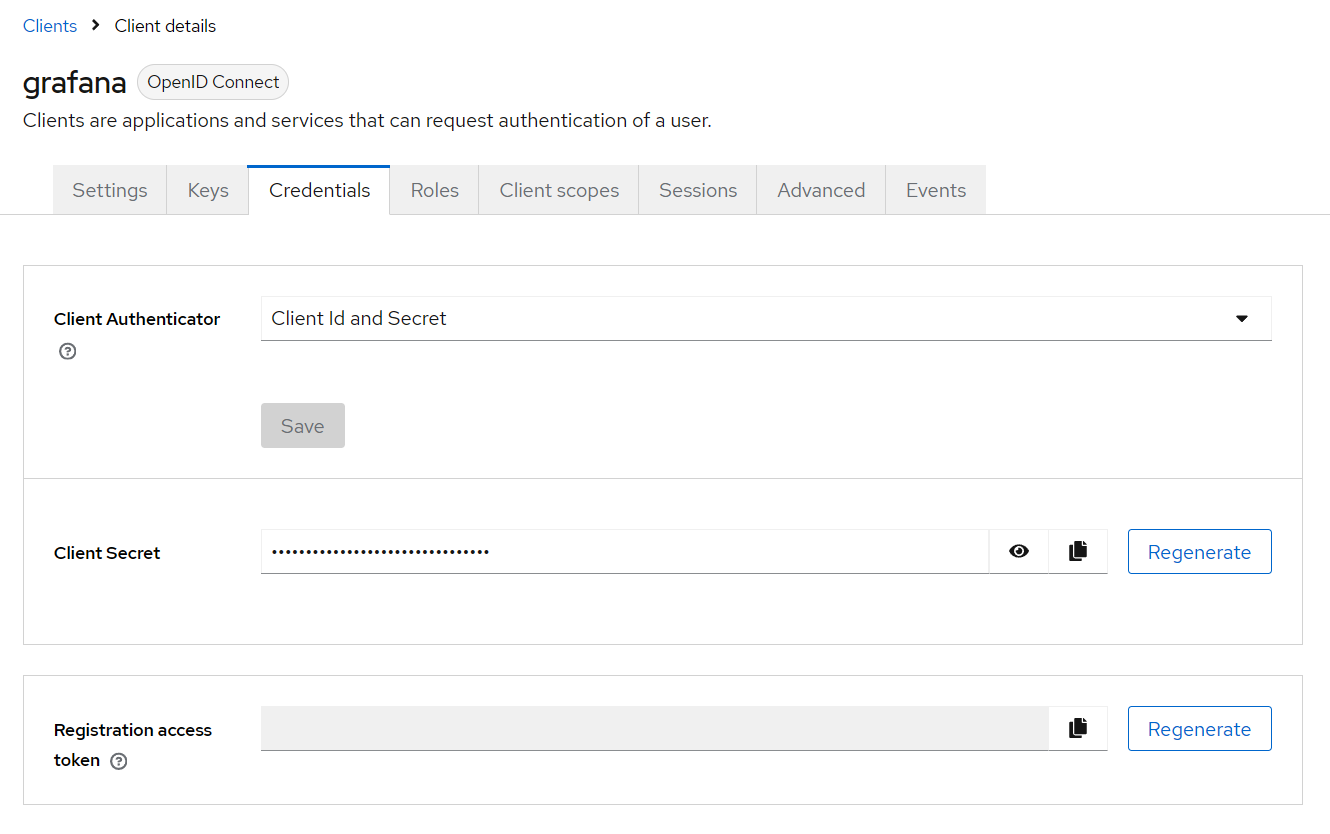 Clients > Client details
grafana OpenID Connect
Clients are applications and services that can request authentication of a user.
Settings Keys Credentials Roles Client scopes Sessions Advanced Events
Client Authenticator Client Id and Secret
Save
Client Secret •••••••••••••••••••••••••••••••• Regenerate
Registration access Regenerate
token